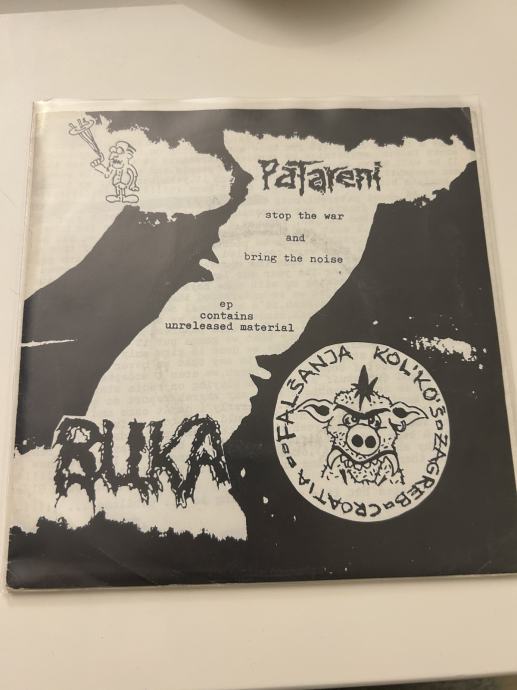 Patareni
stop the war
and
bring the noise
ep
contains
unreleased material
BUKA
FALŠANJA KOL'KO'Š ZAGREB CROATIA